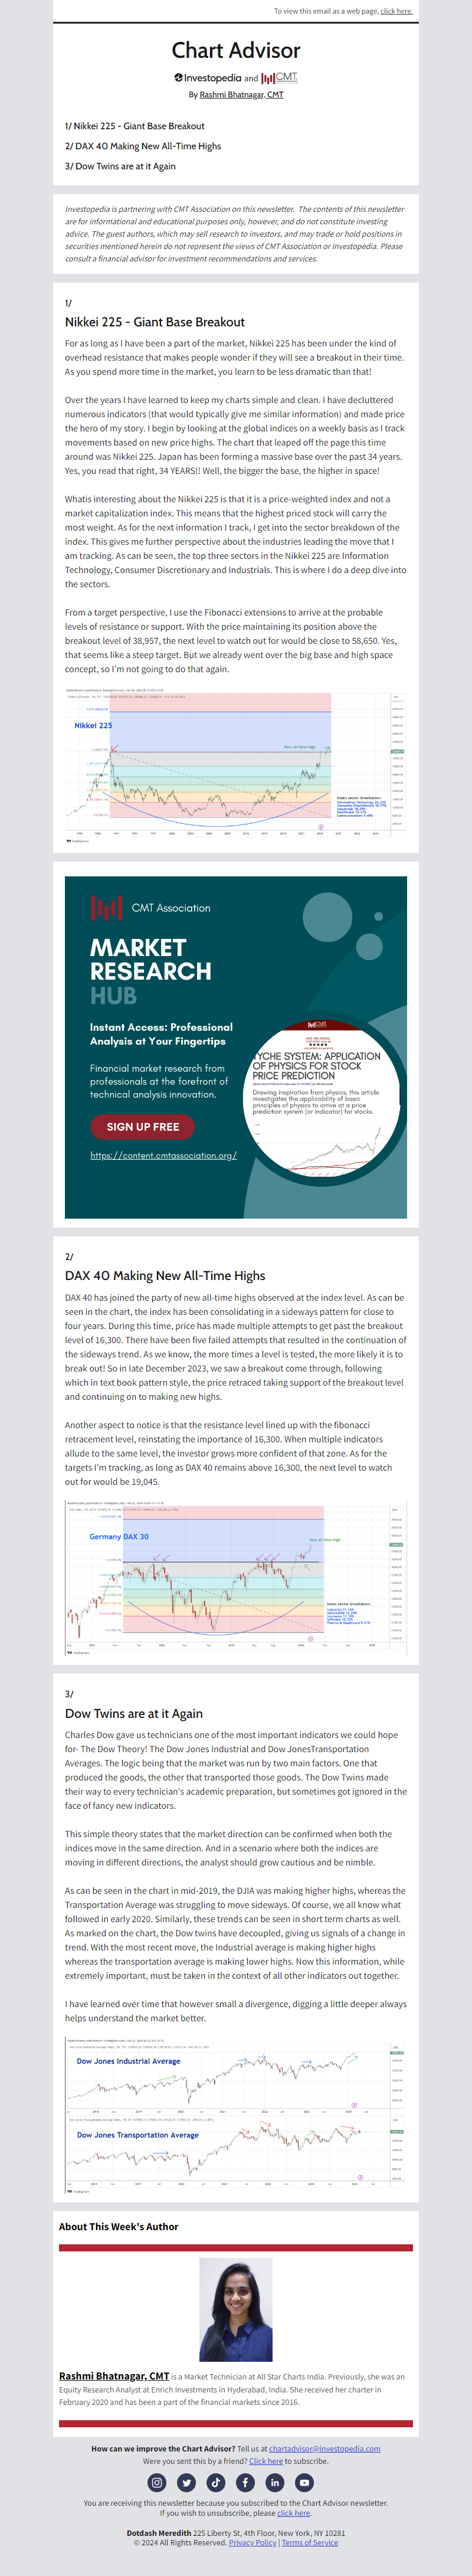 To view this email as a web page, click here.
Chart Advisor
Investopedia and CMT
By Rashmi Bhatnagar, CMT
1/ Nikkei 225 - Giant Base Breakout
2/ DAX 40 Making New All-Time Highs
3/ Dow Twins are at it Again
Investopedia is partnering with CMT Association on this newsletter. The contents of this newsletter
are for informational and educational purposes only, however, and do not constitute investing
advice. The guest authors, which may sell research to investors, and may trade or hold positions in
securities mentioned herein do not represent the views of CMT Association or Investopedia. Please
consult a financial advisor for investment recommendations and services.
1/
Nikkei 225 - Giant Base Breakout
For as long as I have been a part of the market, Nikkei 225 has been under the kind of
overhead resistance that makes people wonder if they will see a breakout in their time.
As you spend more time in the market, you learn to be less dramatic than that!
Over the years I have learned to keep my charts simple and clean. I have decluttered
numerous indicators (that would typically give me similar information) and made price
the hero of my story. I begin by looking at the global indices on a weekly basis as I track
movements based on new price highs. The chart that leaped off the page this time
around was Nikkei 225. Japan has been forming a massive base over the past 34 years.
Yes, you read that right, 34 YEARS!! Well, the bigger the base, the higher in space!
Whatis interesting about the Nikkei 225 is that it is a price-weighted index and not a
market capitalization index. This means that the highest priced stock will carry the
most weight. As for the next information I track, I get into the sector breakdown of the
index. This gives me further perspective about the industries leading the move that I
am tracking. As can be seen, the top three sectors in the Nikkei 225 are Information
Technology, Consumer Discretionary and Industrials. This is where I do a deep dive into
the sectors.
From a target perspective, I use the Fibonacci extensions to arrive at the probable
levels of resistance or support. With the price maintaining its position above the
breakout level of 38,957, the next level to watch out for would be close to 58,650. Yes,
that seems like a steep target. But we already went over the big base and high space
concept, so I'm not going to do that again.
Nikkei 225
New all time high
Index sector breakdown:
TradingView
CMT Association
MARKET
RESEARCH
HUB
Instant Access: Professional
Analysis at Your Fingertips
Financial market research from
professionals at the forefront of
technical analysis innovation.
SIGN UP FREE
https://content.cmtassociation.org/
CMT
TYCHE SYSTEM: APPLICATION
OF PHYSICS FOR STOCK
PRICE PREDICTION
Drawing inspiration from physics, this article
investigates the applicability of basic
principles of physics to arrive at a price
prediction system (or indicator) for stocks.
2/
DAX 40 Making New All-Time Highs
DAX 40 has joined the party of new all-time highs observed at the index level. As can be
seen in the chart, the index has been consolidating in a sideways pattern for close to
four years. During this time, price has made multiple attempts to get past the breakout
level of 16,300. There have been five failed attempts that resulted in the continuation of
the sideways trend. As we know, the more times a level is tested, the more likely it is to
break out! So in late December 2023, we saw a breakout come through, following
which in text book pattern style, the price retraced taking support of the breakout level
and continuing on to making new highs.
Another aspect to notice is that the resistance level lined up with the fibonacci
retracement level, reinstating the importance of 16,300. When multiple indicators
allude to the same level, the investor grows more confident of that zone. As for the
targets I'm tracking, as long as DAX 40 remains above 16,300, the next level to watch
out for would be 19,045.
Germany DAX 30
New all time high
Index sector breakdown:
TradingView
3/
Dow Twins are at it Again
Charles Dow gave us technicians one of the most important indicators we could hope
for- The Dow Theory! The Dow Jones Industrial and Dow JonesTransportation
Averages. The logic being that the market was run by two main factors. One that
produced the goods, the other that transported those goods. The Dow Twins made
their way to every technician's academic preparation, but sometimes got ignored in the
face of fancy new indicators.
This simple theory states that the market direction can be confirmed when both the
indices move in the same direction. And in a scenario where both the indices are
moving in different directions, the analyst should grow cautious and be nimble.
As can be seen in the chart in mid-2019, the DJIA was making higher highs, whereas the
Transportation Average was struggling to move sideways. Of course, we all know what
followed in early 2020. Similarly, these trends can be seen in short term charts as well.
As marked on the chart, the Dow twins have decoupled, giving us signals of a change in
trend. With the most recent move, the Industrial average is making higher highs
whereas the transportation average is making lower highs. Now this information, while
extremely important, must be taken in the context of all other indicators out together.
I have learned over time that however small a divergence, digging a little deeper always
helps understand the market better.
Dow Jones Industrial Average
Dow Jones Transportation Average
TradingView
About This Week's Author
Rashmi Bhatnagar, CMT is a Market Technician at All Star Charts India. Previously, she was an
Equity Research Analyst at Enrich Investments in Hyderabad, India. She received her charter in
February 2020 and has been a part of the financial markets since 2016.
How can we improve the Chart Advisor? Tell us at chartadvisor@investopedia.com
Were you sent this by a friend? Click here to subscribe.
You are receiving this newsletter because you subscribed to the Chart Advisor newsletter.
If you wish to unsubscribe, please click here.
Dotdash Meredith 225 Liberty St, 4th Floor, New York, NY 10281
© 2024 All Rights Reserved. Privacy Policy | Terms of Service